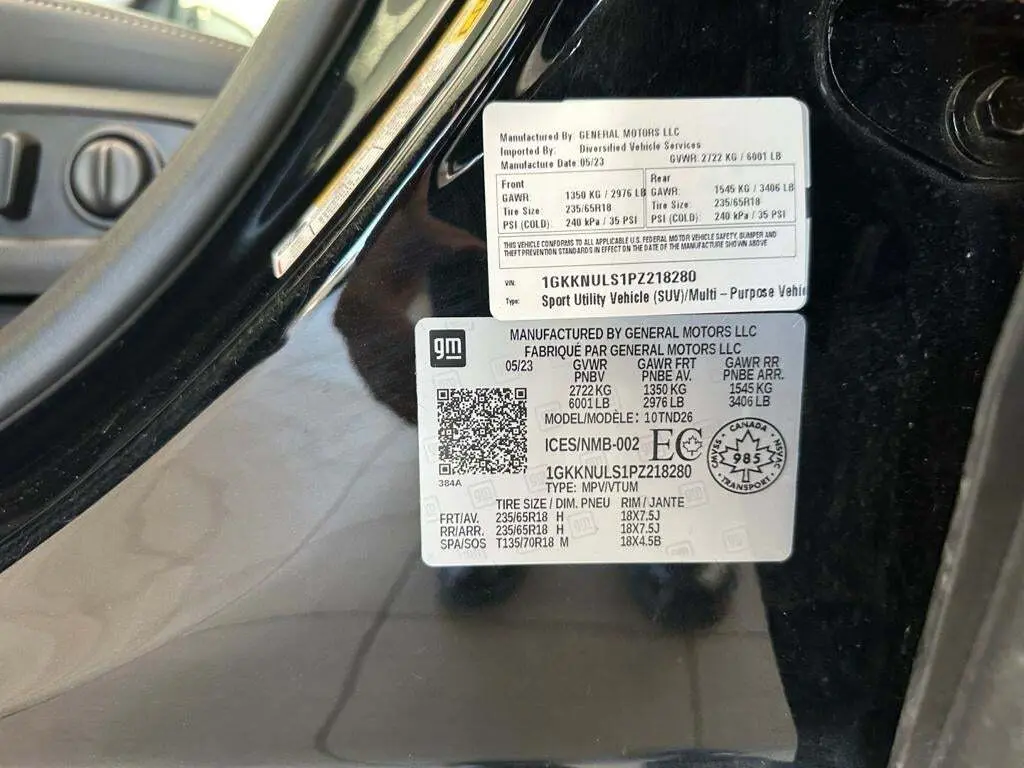 Manufactured By: GENERAL MOTORS LLC
Imported By: Diversified Vehicle Services
Manufacture Date 05/23 GVWR: 2722 KG / 6001 LB
Front
GAWR: 1350 KG / 2976 LB
Tire Size: 235/65R18
PSI (COLD): 240 kPa / 35 PSI
Rear
GAWR: 1545 KG / 3406 LB
Tire Size: 235/65R18
PSI (COLD): 240 kPa / 35 PSI
THIS VEHICLE CONFORMS TO ALL APPLICABLE U.S. FEDERAL MOTOR VEHICLE SAFETY, BUMPER AND
THEFT PREVENTION STANDARDS IN EFFECT ON THE DATE OF THE MANUFACTURE SHOWN ABOVE
VIN: 1GKKNULS1PZ218280
Type: Sport Utility Vehicle (SUV)/Multi - Purpose Vehi
gm
MANUFACTURED BY GENERAL MOTORS LLC
FABRIQUÉ PAR GENERAL MOTORS LLC
05/23 GVWR GAWR FRT GAWR RR
PNBV PNBE AV. PNBE ARR.
2722 KG 1350 KG 1545 KG
6001 LB 2976 LB 3406 LB
MODEL/MODÈLE: 10TND26
ICES/NMB-002 EC
CANADA
CMVSS 985 NSVAC
TRANSPORT
384A
1GKKNULS1PZ218280
TYPE: MPV/VTUM
TIRE SIZE / DIM. PNEU RIM / JANTE
FRT/AV. 235/65R18 H 18X7.5J
RR/ARR. 235/65R18 H 18X7.5J
SPA/SOS T135/70R18 M 18X4.5B